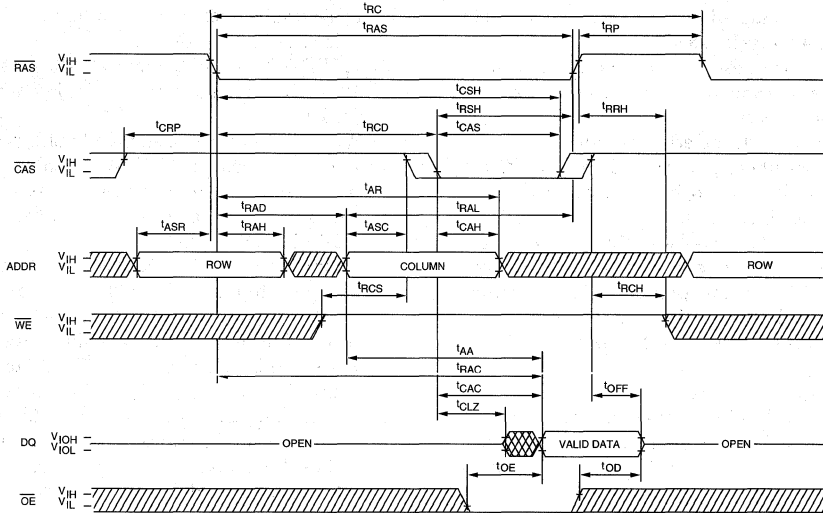 tRC
tRAS
tRP
RAS VIH
VIL
tCSH
tRSH
tRRH
tCRP
tRCD
tCAS
CAS VIH
VIL
tAR
tRAD
tRAL
tASR
tRAH
tASC
tCAH
ADDR VIH
VIL
ROW
COLUMN
ROW
tRCS
tRCH
WE VIH
VIL
tAA
tRAC
tCAC
tOFF
tCLZ
DQ VIOH
VIOL
OPEN
VALID DATA
OPEN
tOE
tOD
OE VIH
VIL